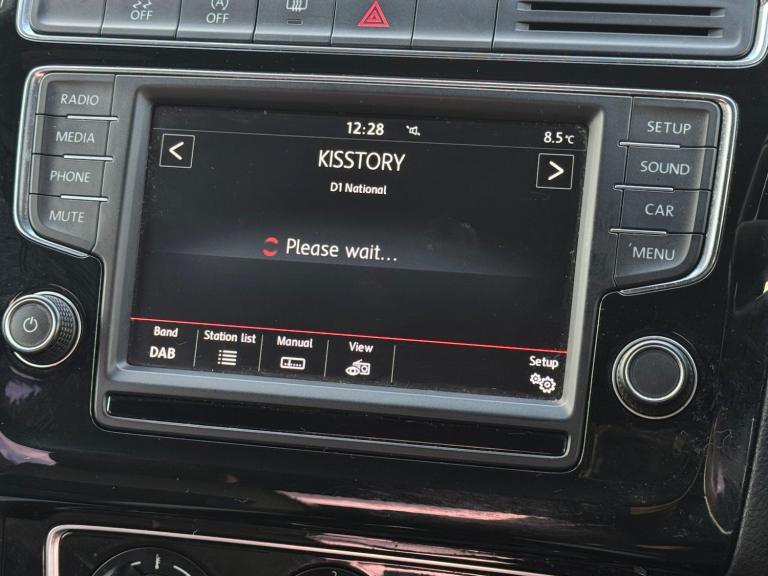 OFF
(A)
OFF
RADIO
MEDIA
PHONE
MUTE
12:28
8.5°C
KISSTORY
D1 National
Please wait...
Band
DAB
Station list
Manual
View
Setup
SETUP
SOUND
CAR
MENU